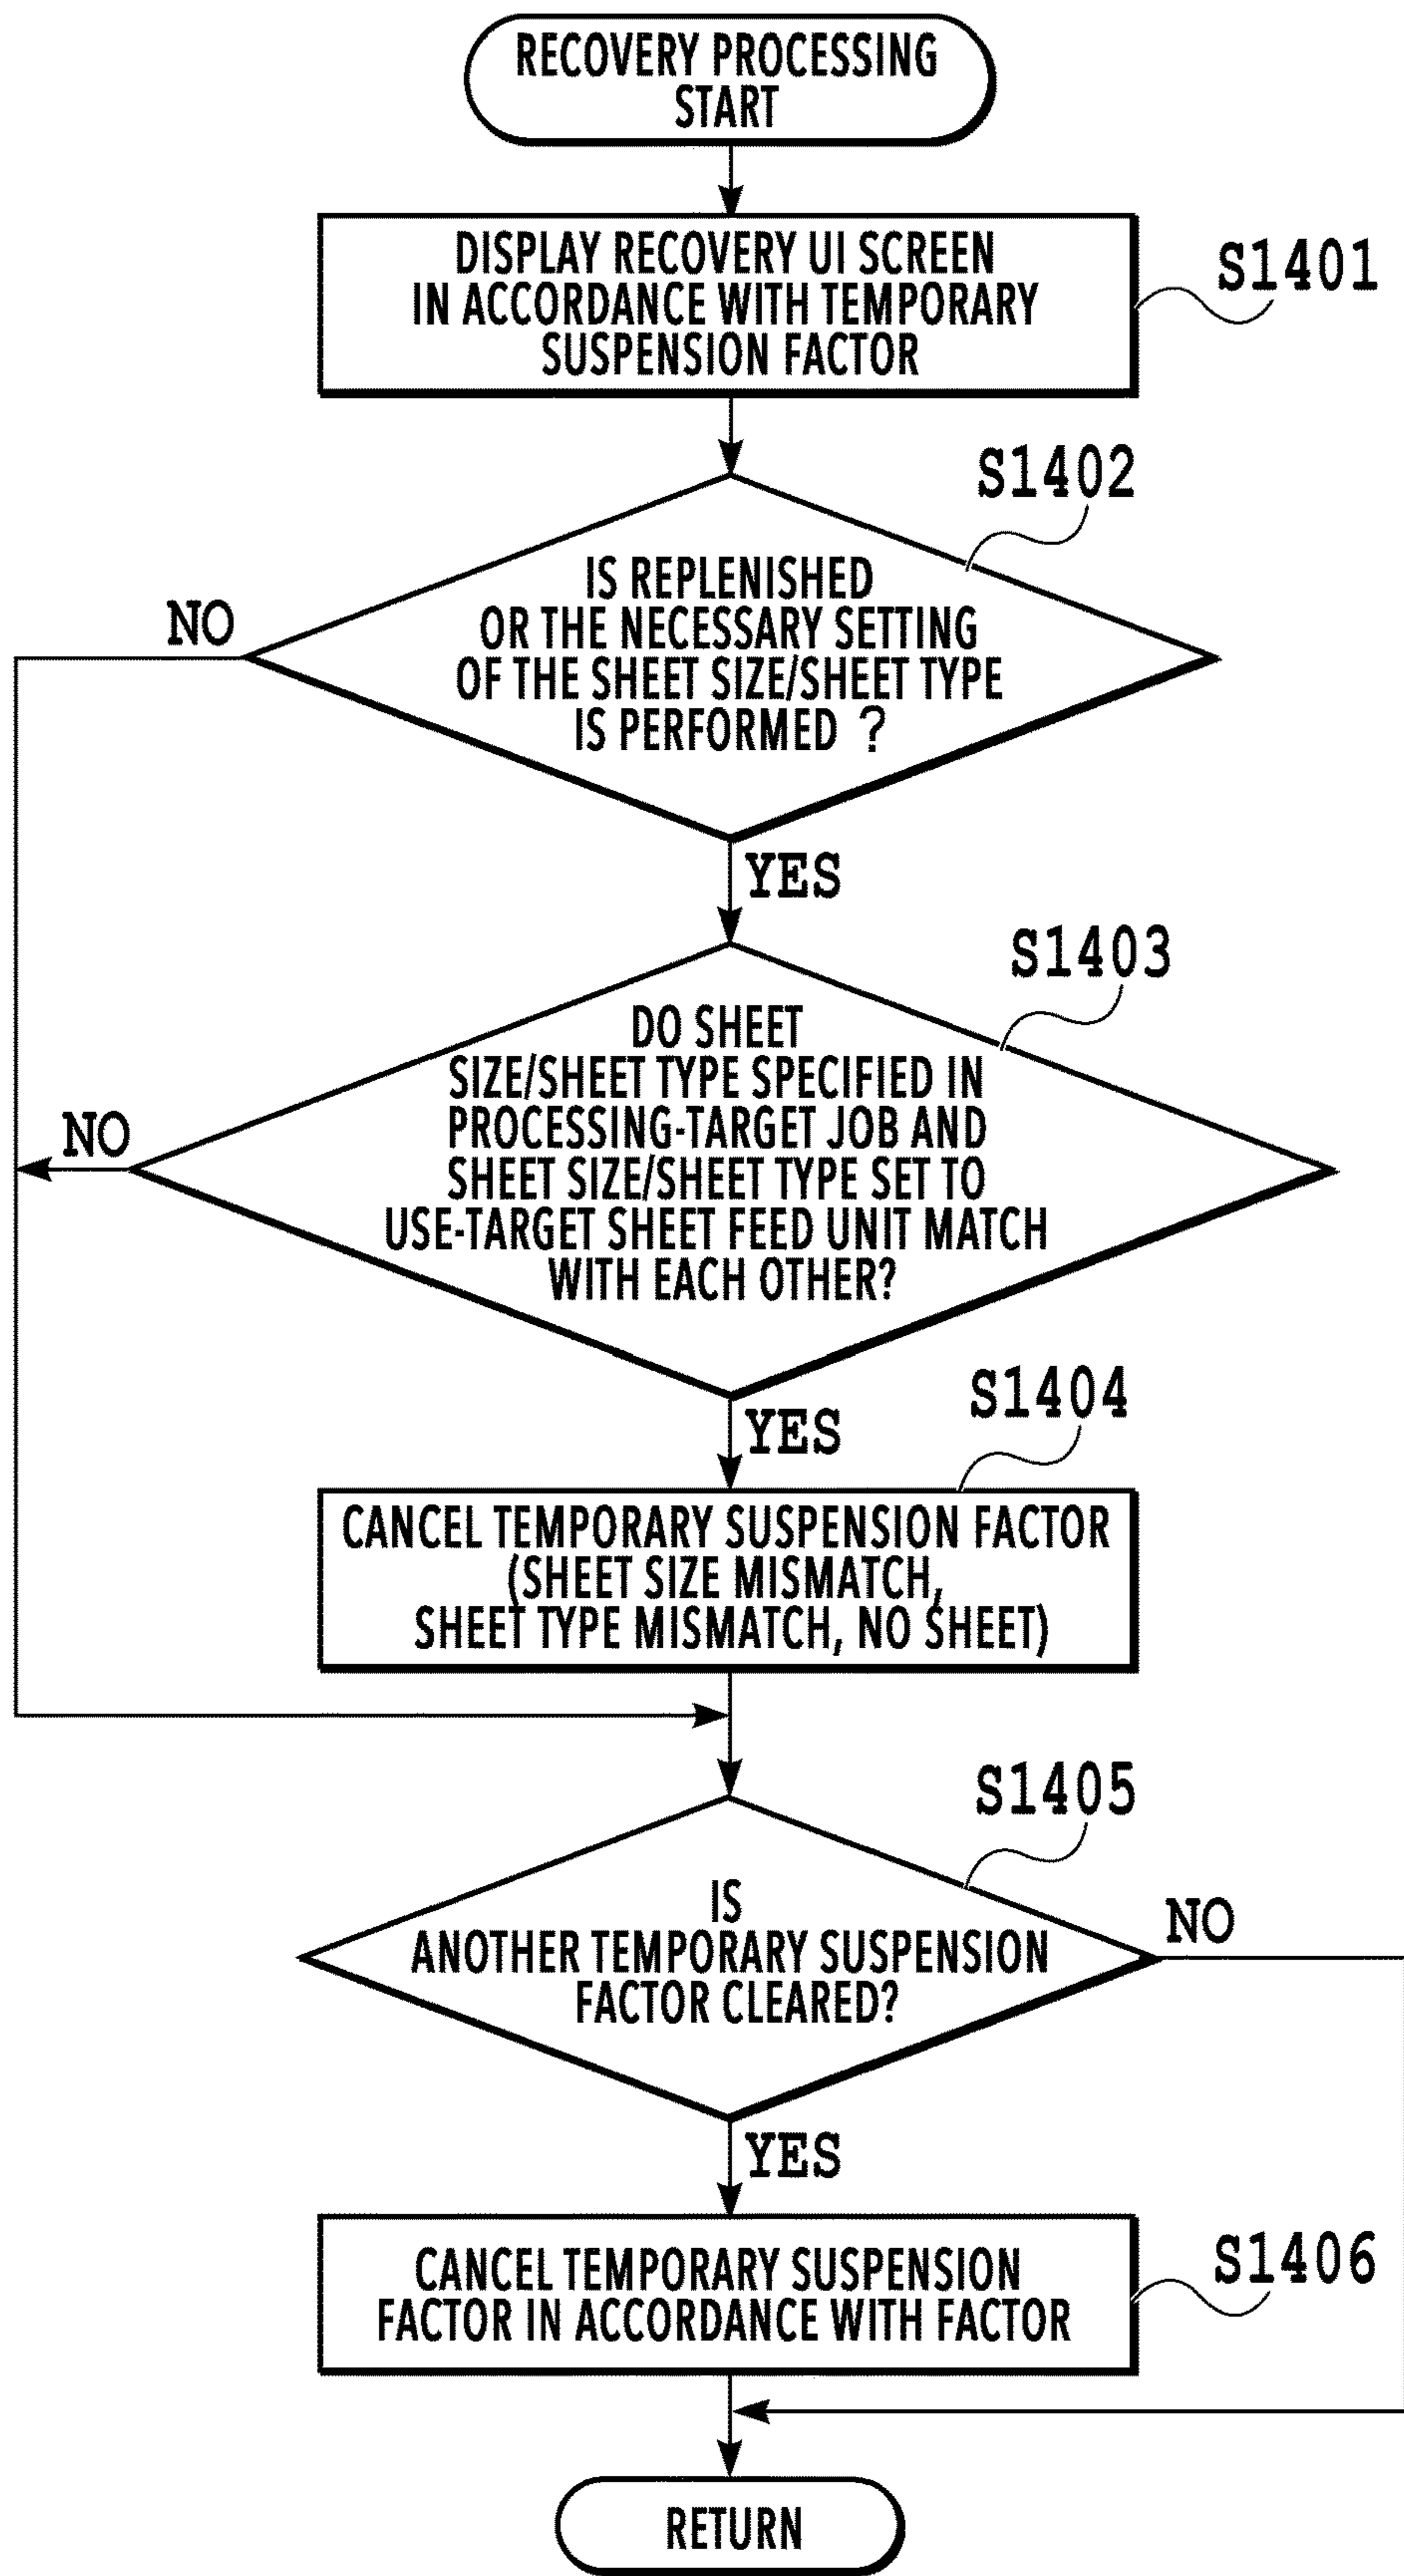 RECOVERY PROCESSING
START
DISPLAY RECOVERY UI SCREEN
IN ACCORDANCE WITH TEMPORARY
SUSPENSION FACTOR
S1401
S1402
IS REPLENISHED
OR THE NECESSARY SETTING
OF THE SHEET SIZE/SHEET TYPE
IS PERFORMED ?
NO
YES
S1403
DO SHEET
SIZE/SHEET TYPE SPECIFIED IN
PROCESSING-TARGET JOB AND
SHEET SIZE/SHEET TYPE SET TO
USE-TARGET SHEET FEED UNIT MATCH
WITH EACH OTHER?
NO
YES
S1404
CANCEL TEMPORARY SUSPENSION FACTOR
(SHEET SIZE MISMATCH,
SHEET TYPE MISMATCH, NO SHEET)
S1405
IS
ANOTHER TEMPORARY SUSPENSION
FACTOR CLEARED?
NO
YES
CANCEL TEMPORARY SUSPENSION
FACTOR IN ACCORDANCE WITH FACTOR
S1406
RETURN